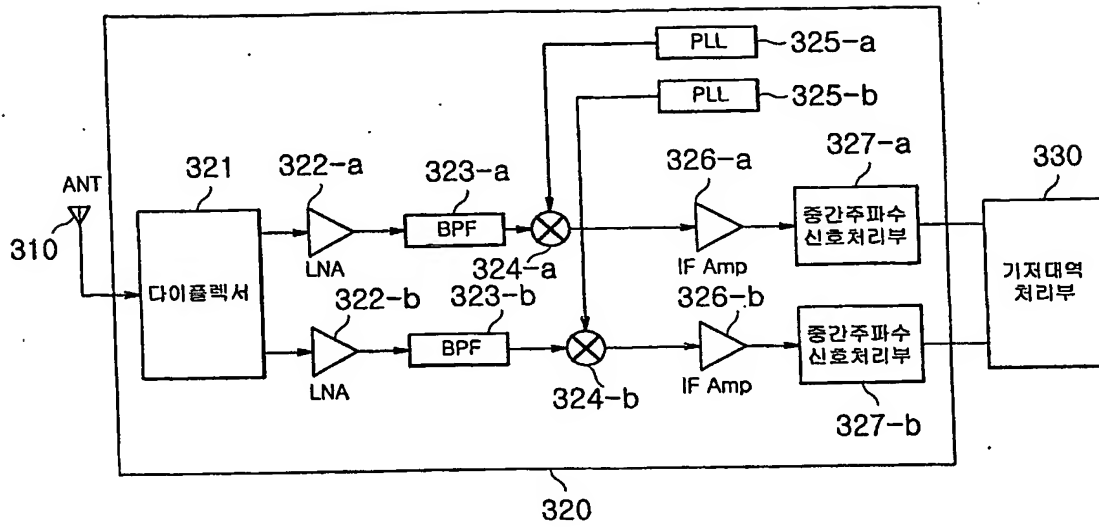 PLL
325-a
PLL
325-b
ANT
310
321
다이플렉서
322-a
LNA
323-a
BPF
324-a
326-a
IF Amp
327-a
중간주파수
신호처리부
330
기저대역
처리부
322-b
LNA
323-b
BPF
324-b
326-b
IF Amp
중간주파수
신호처리부
327-b
320